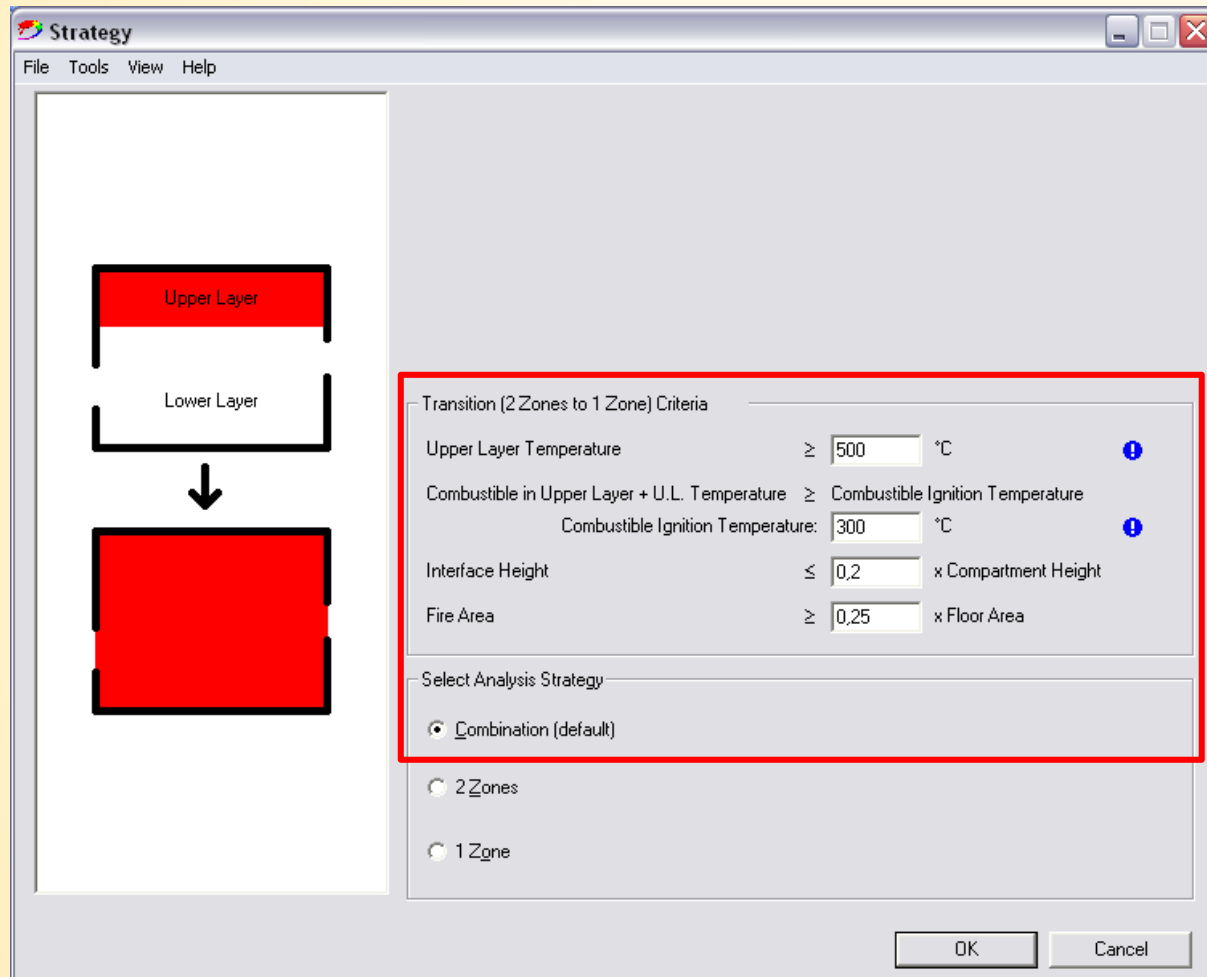 Strategy
File Tools View Help
Upper Layer
Lower Layer
Transition (2 Zones to 1 Zone) Criteria
Upper Layer Temperature ≥ 500 °C
Combustible in Upper Layer + U.L. Temperature ≥ Combustible Ignition Temperature
Combustible Ignition Temperature: 300 °C
Interface Height ≤ 0,2 x Compartment Height
Fire Area ≥ 0,25 x Floor Area
Select Analysis Strategy
Combination (default)
2 Zones
1 Zone
OK Cancel